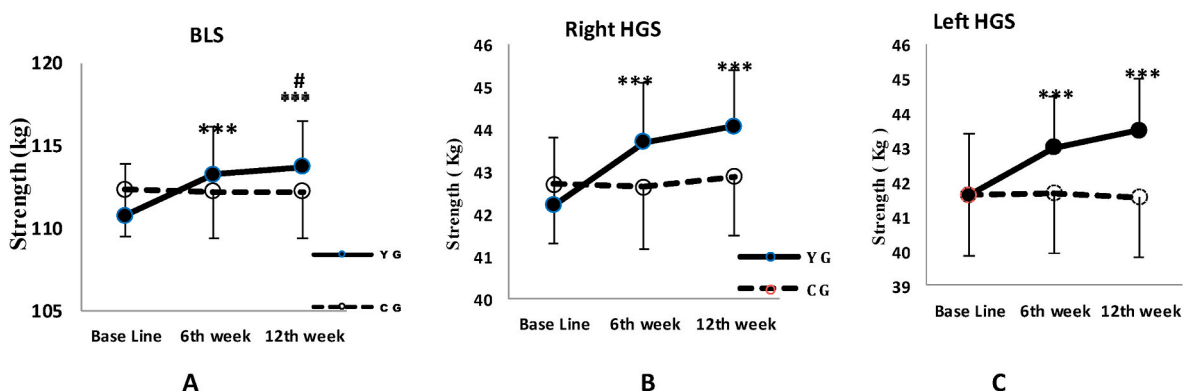 BLS
Strength (kg)
120
115
110
105
***
#
***
Y G
C G
Base Line 6th week 12th week
A
Right HGS
Strength ( Kg)
46
45
44
43
42
41
40
***
***
Y G
C G
Base Line 6th week 12th week
B
Left HGS
Strength ( Kg )
46
45
44
43
42
41
40
39
***
***
Base Line 6th week 12th week
C